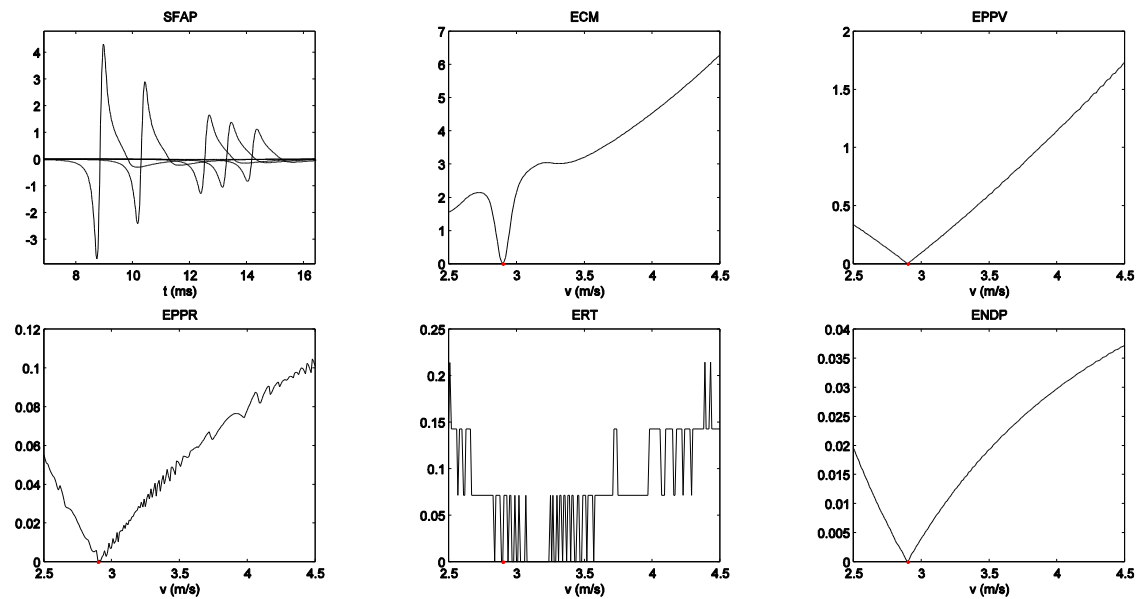 SFAP
4
3
2
1
0
-1
-2
-3
8 10 12 14 16
t (ms)
ECM
7
6
5
4
3
2
1
0
2.5 3 3.5 4 4.5
v (m/s)
EPPV
2
1.5
1
0.5
0
2.5 3 3.5 4 4.5
v (m/s)
EPPR
0.12
0.1
0.08
0.06
0.04
0.02
0
2.5 3 3.5 4 4.5
v (m/s)
ERT
0.25
0.2
0.15
0.1
0.05
0
2.5 3 3.5 4 4.5
v (m/s)
ENDP
0.04
0.035
0.03
0.025
0.02
0.015
0.01
0.005
0
2.5 3 3.5 4 4.5
v (m/s)